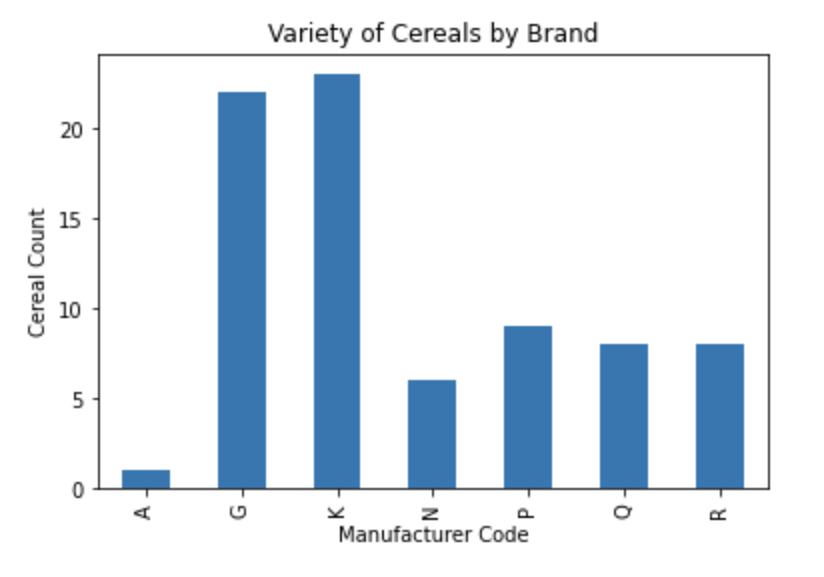 Variety of Cereals by Brand
20
15
10
5
0
Cereal Count
A G K N P Q R
Manufacturer Code